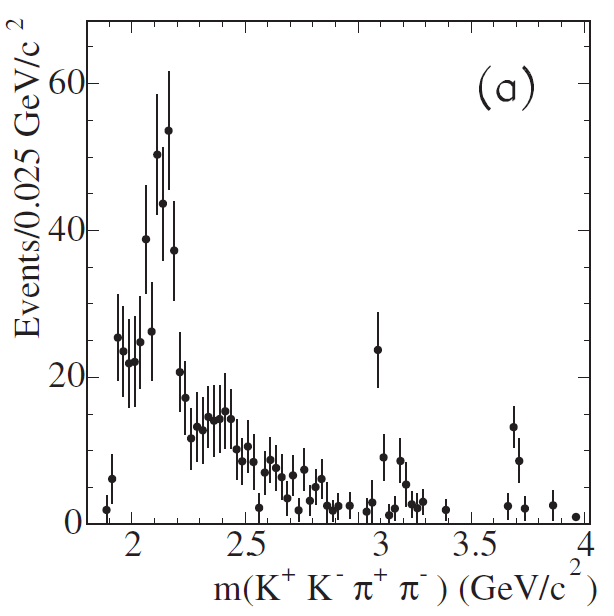 Events/0.025 GeV/c²
(a)
60
40
20
0
2 2.5 3 3.5 4
m(K⁺ K⁻ π⁺ π⁻) (GeV/c²)